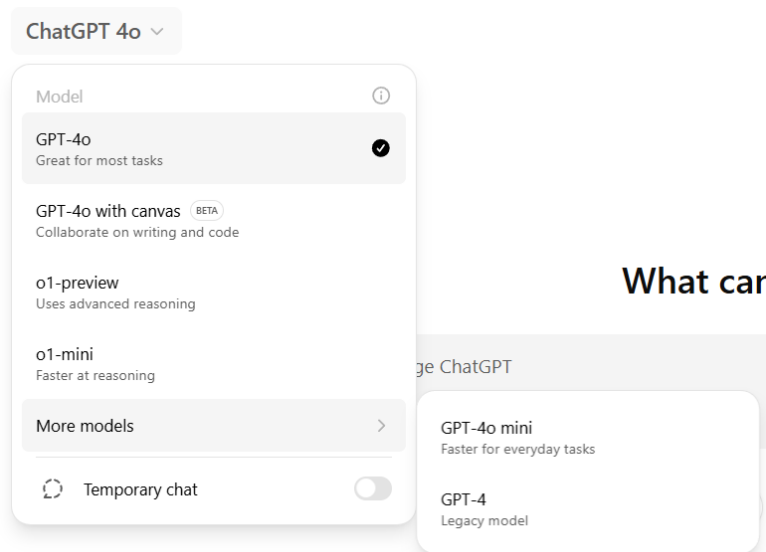 ChatGPT 4o
Model
GPT-4o
Great for most tasks
GPT-4o with canvas BETA
Collaborate on writing and code
o1-preview
Uses advanced reasoning
o1-mini
Faster at reasoning
More models
Temporary chat
What can
ge ChatGPT
GPT-4o mini
Faster for everyday tasks
GPT-4
Legacy model